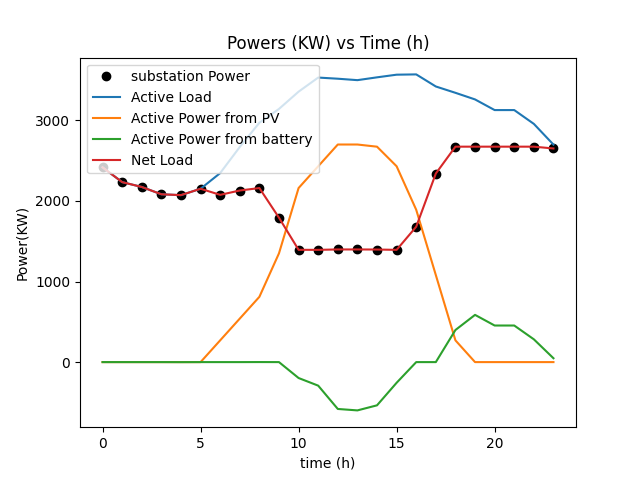 Powers (KW) vs Time (h)
substation Power
Active Load
Active Power from PV
Active Power from battery
Net Load
3000
2000
1000
0
Power(KW)
0
5
10
15
20
time (h)